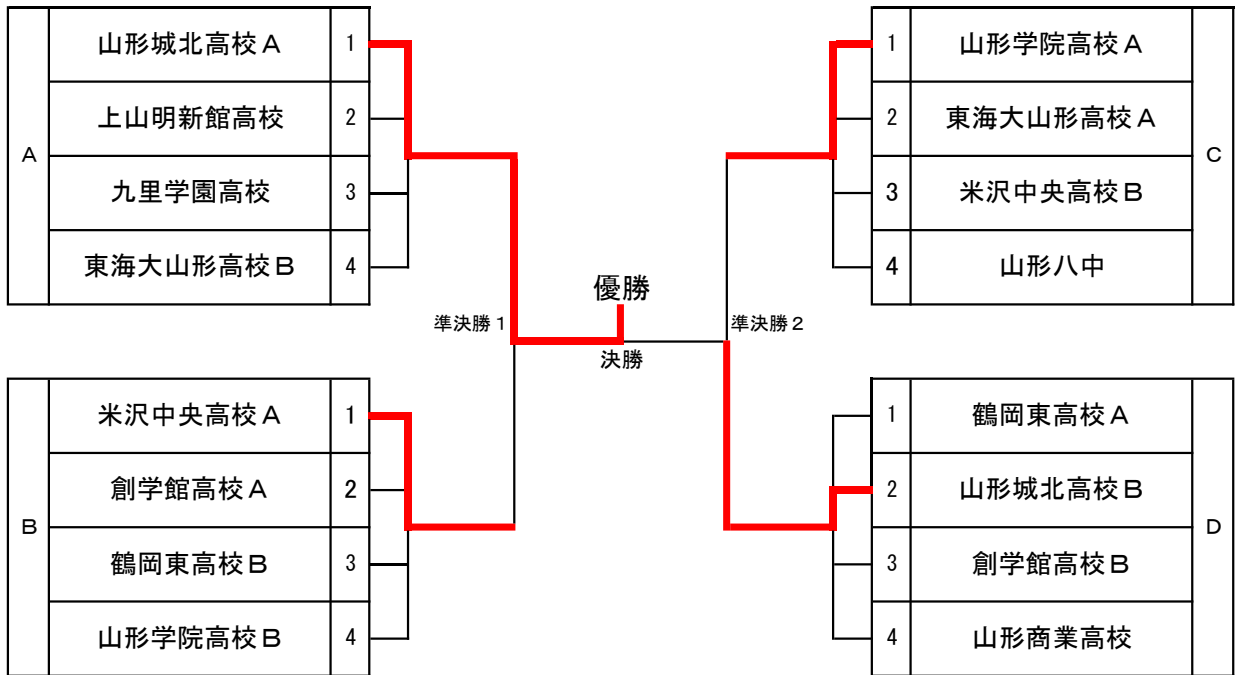 A
山形城北高校A 1
上山明新館高校 2
九里学園高校 3
東海大山形高校B 4
B
米沢中央高校A 1
創学館高校A 2
鶴岡東高校B 3
山形学院高校B 4
準決勝1
優勝
決勝
準決勝2
C
1 山形学院高校A
2 東海大山形高校A
3 米沢中央高校B
4 山形八中
D
1 鶴岡東高校A
2 山形城北高校B
3 創学館高校B
4 山形商業高校